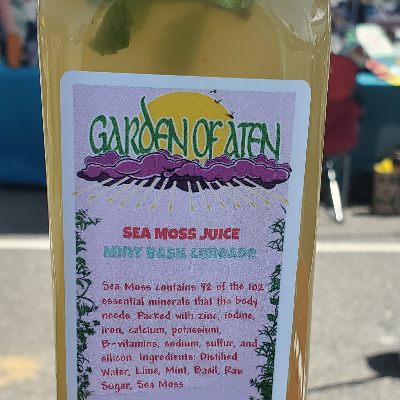 GARDEN OF ATEN
SEA MOSS JUICE
MINT BASIL LIMEADE
Sea Moss contains 92 of the 102
essential minerals that the body
needs. Packed with zinc, iodine,
iron, calcium, potassium,
B-vitamins, sodium, sulfur, and
silicon. Ingredients: Distilled
Water, Lime, Mint, Basil, Raw
Sugar, Sea Moss